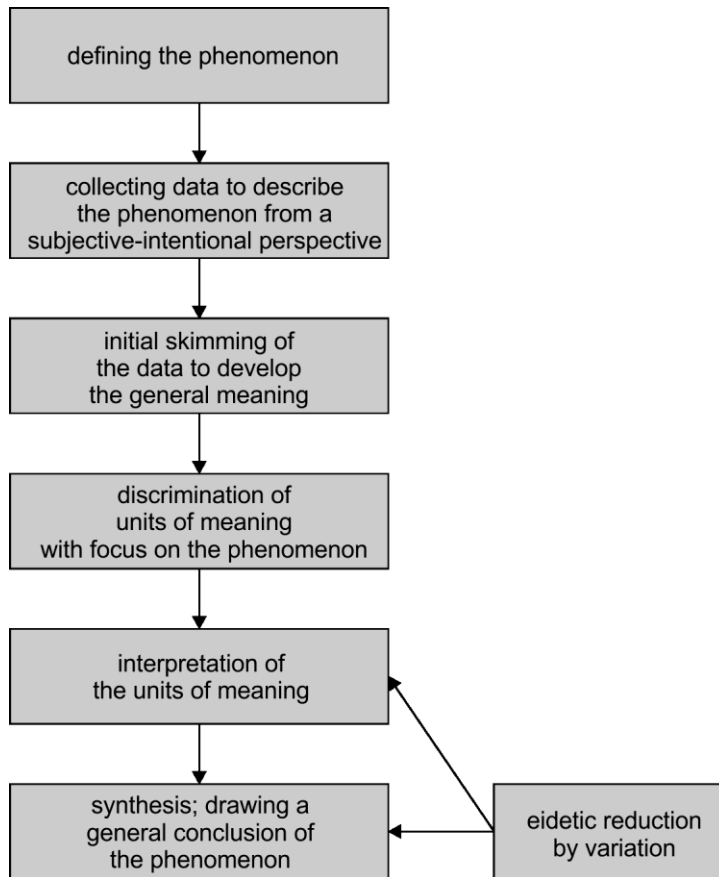 defining the phenomenon
collecting data to describe
the phenomenon from a
subjective-intentional perspective
initial skimming of
the data to develop
the general meaning
discrimination of
units of meaning
with focus on the phenomenon
interpretation of
the units of meaning
synthesis; drawing a
general conclusion of
the phenomenon
eidetic reduction
by variation